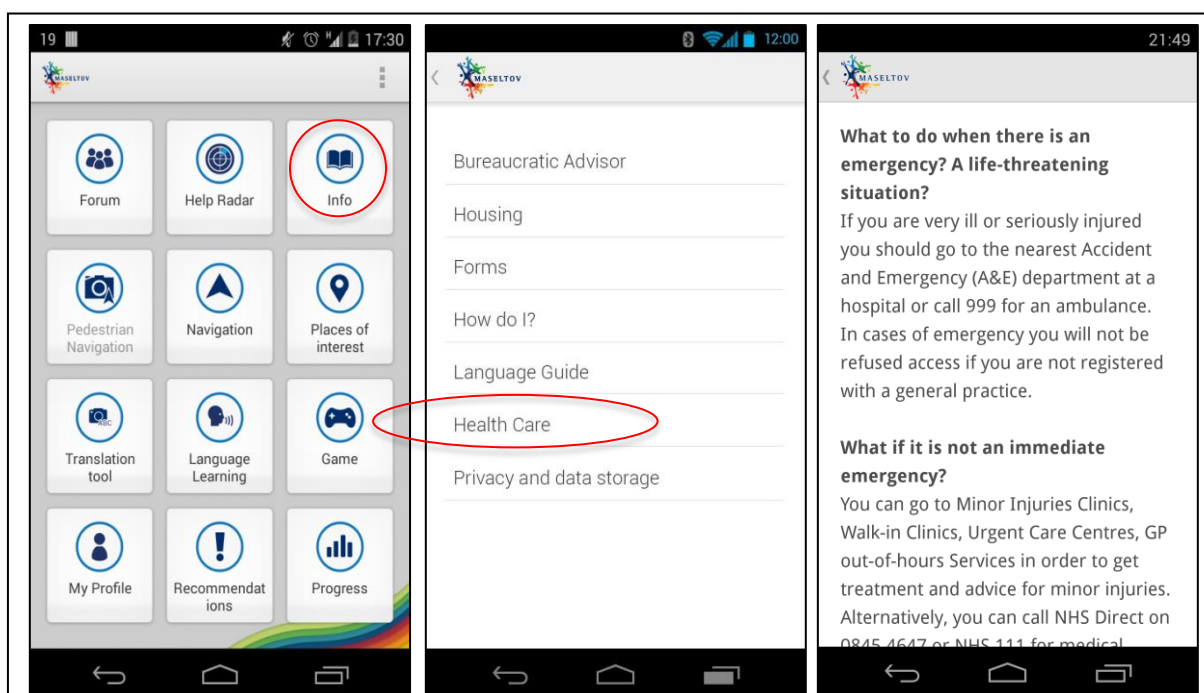 19 17:30
MASELTOV
Forum
Help Radar
Info
Pedestrian
Navigation
Navigation
Places of
interest
Translation
tool
Language
Learning
Game
My Profile
Recommendat
ions
Progress
12:00
MASELTOV
Bureaucratic Advisor
Housing
Forms
How do I?
Language Guide
Health Care
Privacy and data storage
21:49
MASELTOV
What to do when there is an
emergency? A life-threatening
situation?
If you are very ill or seriously injured
you should go to the nearest Accident
and Emergency (A&E) department at a
hospital or call 999 for an ambulance.
In cases of emergency you will not be
refused access if you are not registered
with a general practice.
What if it is not an immediate
emergency?
You can go to Minor Injuries Clinics,
Walk-in Clinics, Urgent Care Centres, GP
out-of-hours Services in order to get
treatment and advice for minor injuries.
Alternatively, you can call NHS Direct on
0845 4647 or NHS 111 for medical